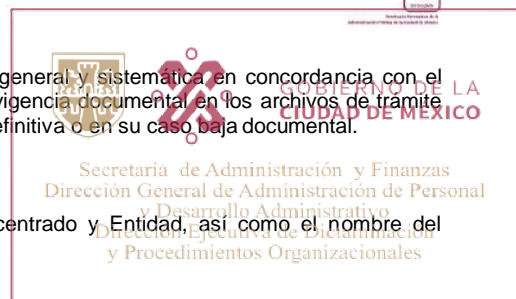 general y sistemática en concordancia con el
vigencia documental en los archivos de trámite
efinitiva o en su caso baja documental.
GOBIERNO DE LA
CIUDAD DE MÉXICO
Secretaría de Administración y Finanzas
Dirección General de Administración de Personal
y Desarrollo Administrativo
centrado y Entidad, así como el nombre del
Dirección Ejecutiva de Dictaminación
y Procedimientos Organizacionales